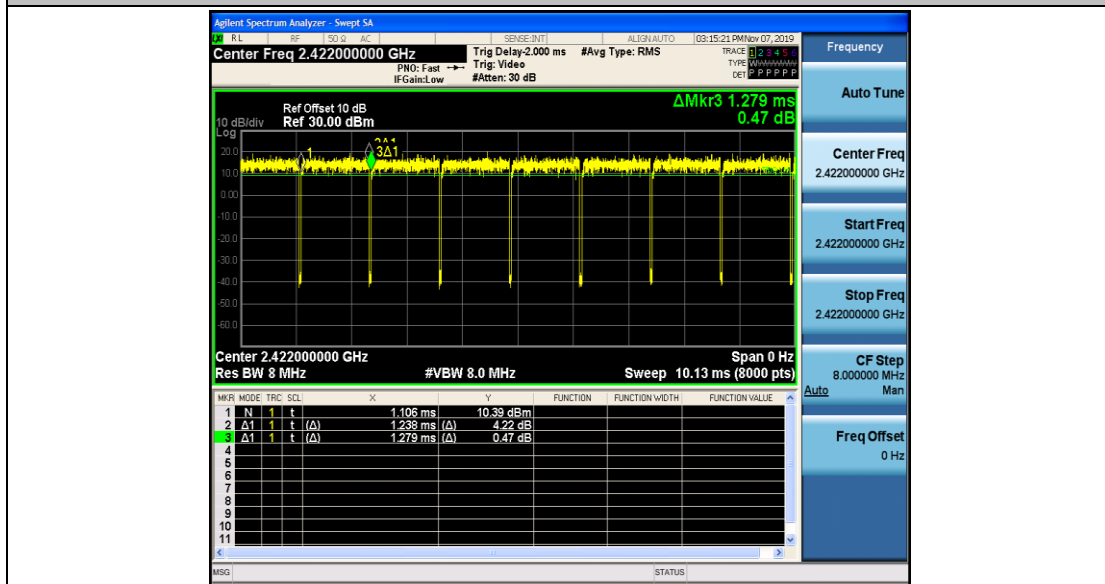 Agilent Spectrum Analyzer - Swept SA
RL RF 50 Ω AC SENSE:INT ALIGN AUTO 03:15:21 PM Nov 07, 2019
Center Freq 2.422000000 GHz
PNO: Fast
IFGain:Low
Trig Delay-2.000 ms
Trig: Video
#Atten: 30 dB
#Avg Type: RMS
TRACE 1 2 3 4 5 6
TYPE
DET P P P P P P
ΔMkr3 1.279 ms
0.47 dB
Ref Offset 10 dB
10 dB/div Ref 30.00 dBm
Log
20.0
10.0
0.00
-10.0
-20.0
-30.0
-40.0
-50.0
-60.0
1
3Δ1
Center 2.422000000 GHz Span 0 Hz
Res BW 8 MHz #VBW 8.0 MHz Sweep 10.13 ms (8000 pts)
MKR MODE TRC SCL X Y FUNCTION FUNCTION WIDTH FUNCTION VALUE
1 N 1 t 1.106 ms 10.39 dBm
2 Δ1 1 t (Δ) 1.238 ms (Δ) 4.22 dB
3 Δ1 1 t (Δ) 1.279 ms (Δ) 0.47 dB
4
5
6
7
8
9
10
11
MSG STATUS
Frequency
Auto Tune
Center Freq
2.422000000 GHz
Start Freq
2.422000000 GHz
Stop Freq
2.422000000 GHz
CF Step
8.000000 MHz
Auto Man
Freq Offset
0 Hz